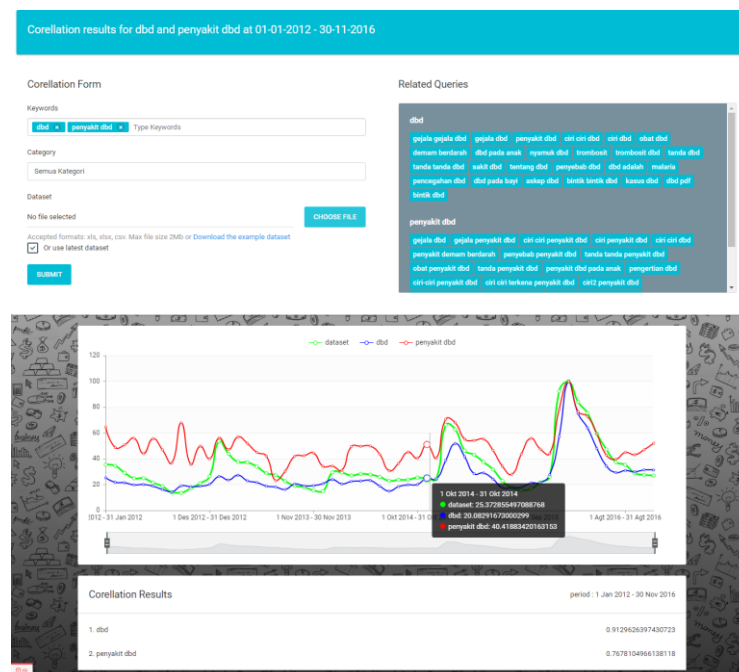 Corellation results for dbd and penyakit dbd at 01-01-2012 - 30-11-2016
Corellation Form
Keywords
dbd × penyakit dbd × Type Keywords
Category
Semua Kategori
Dataset
No file selected
CHOOSE FILE
Accepted formats: xls, xlsx, csv. Max file size 2Mb or Download the example dataset
Or use latest dataset
SUBMIT
Related Queries
dbd
gejala gejala dbd gejala dbd penyakit dbd ciri ciri dbd ciri dbd obat dbd
demam berdarah dbd pada anak nyamuk dbd trombosit trombosit dbd tanda dbd
tanda tanda dbd sakit dbd tentang dbd penyebab dbd dbd adalah malaria
pencegahan dbd dbd pada bayi askep dbd bintik bintik dbd kasus dbd dbd pdf
bintik dbd
penyakit dbd
gejala dbd gejala penyakit dbd ciri ciri penyakit dbd ciri penyakit dbd ciri ciri dbd
penyakit demam berdarah penyebab penyakit dbd tanda tanda penyakit dbd
obat penyakit dbd tanda penyakit dbd penyakit dbd pada anak pengertian dbd
ciri-ciri penyakit dbd ciri ciri terkena penyakit dbd ciri2 penyakit dbd
dataset dbd penyakit dbd
120
100
80
60
40
20
0
2012 - 31 Jan 2012 1 Des 2012 - 31 Des 2012 1 Nov 2013 - 30 Nov 2013 1 Okt 2014 - 31 O 2015 1 Agt 2016 - 31 Agt 2016
1 Okt 2014 - 31 Okt 2014
dataset: 25.372855497088768
dbd: 20.08291673000299
penyakit dbd: 40.41883420163153
Corellation Results
period : 1 Jan 2012 - 30 Nov 2016
1. dbd 0.9129626397430723
2. penyakit dbd 0.7678104966138118